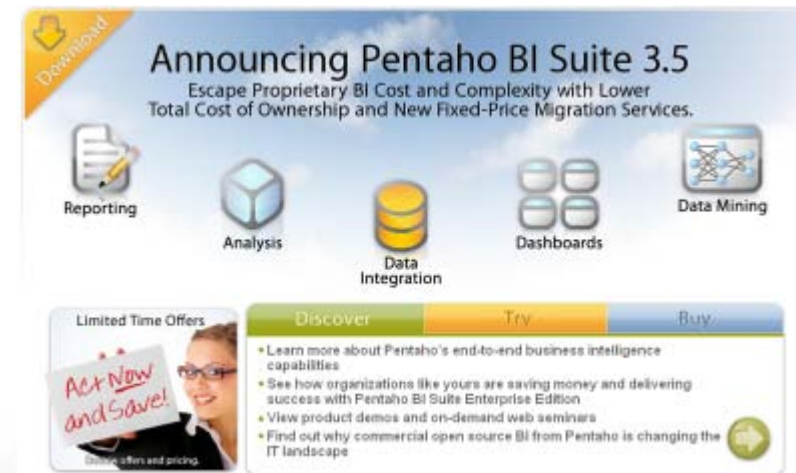 Download
Announcing Pentaho BI Suite 3.5
Escape Proprietary BI Cost and Complexity with Lower
Total Cost of Ownership and New Fixed-Price Migration Services.
Reporting
Analysis
Data
Integration
Dashboards
Data Mining
Limited Time Offers
Act Now
and Save!
offers and pricing.
Discover
Try
Buy
• Learn more about Pentaho's end-to-end business intelligence
capabilities
• See how organizations like yours are saving money and delivering
success with Pentaho BI Suite Enterprise Edition
• View product demos and on-demand web seminars
• Find out why commercial open source BI from Pentaho is changing the
IT landscape